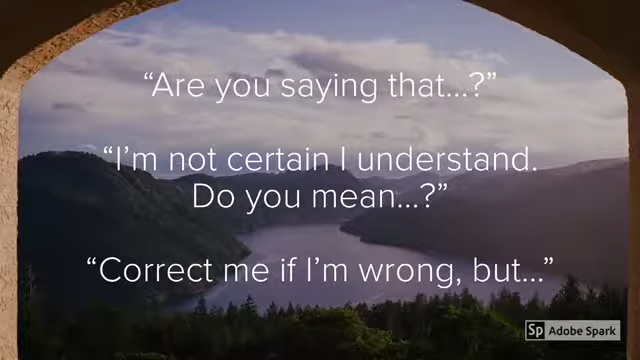 “Are you saying that...?”
“I’m not certain I understand.
Do you mean...?”
“Correct me if I’m wrong, but...”
Sp Adobe Spark